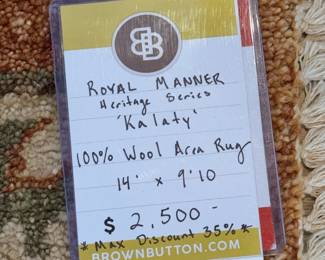 BB
ROYAL MANNER
Heritage Series
'Kalaty'
100% Wool Area Rug
14' x 9'10
$ 2,500-
*Max Discount 35%*
BROWNBUTTON.COM